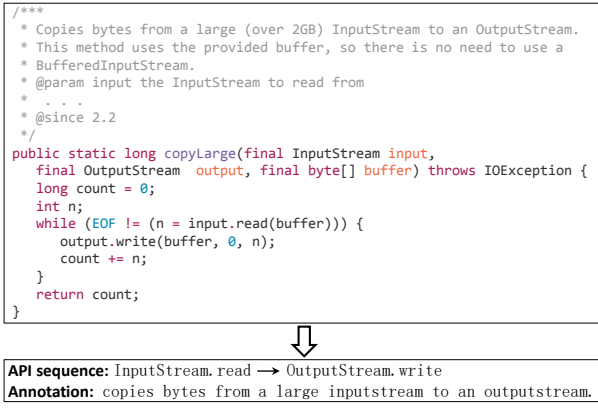 /***
 * Copies bytes from a large (over 2GB) InputStream to an OutputStream.
 * This method uses the provided buffer, so there is no need to use a
 * BufferedInputStream.
 * @param input the InputStream to read from
 * . . .
 * @since 2.2
 */
public static long copyLarge(final InputStream input,
   final OutputStream  output, final byte[] buffer) throws IOException {
   long count = 0;
   int n;
   while (EOF != (n = input.read(buffer))) {
      output.write(buffer, 0, n);
      count += n;
   }
   return count;
}
API sequence: InputStream.read → OutputStream.write
Annotation: copies bytes from a large inputstream to an outputstream.